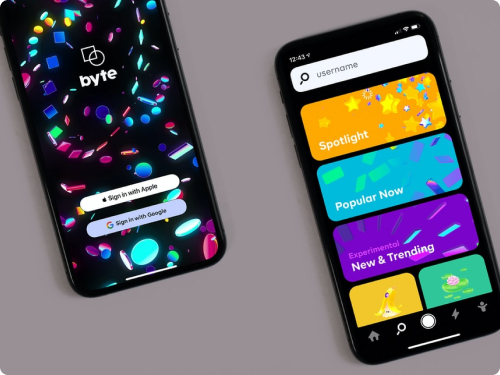 byte
Sign in with Apple
Sign in with Google
12:43
username
Spotlight
Popular Now
Experimental
New & Trending